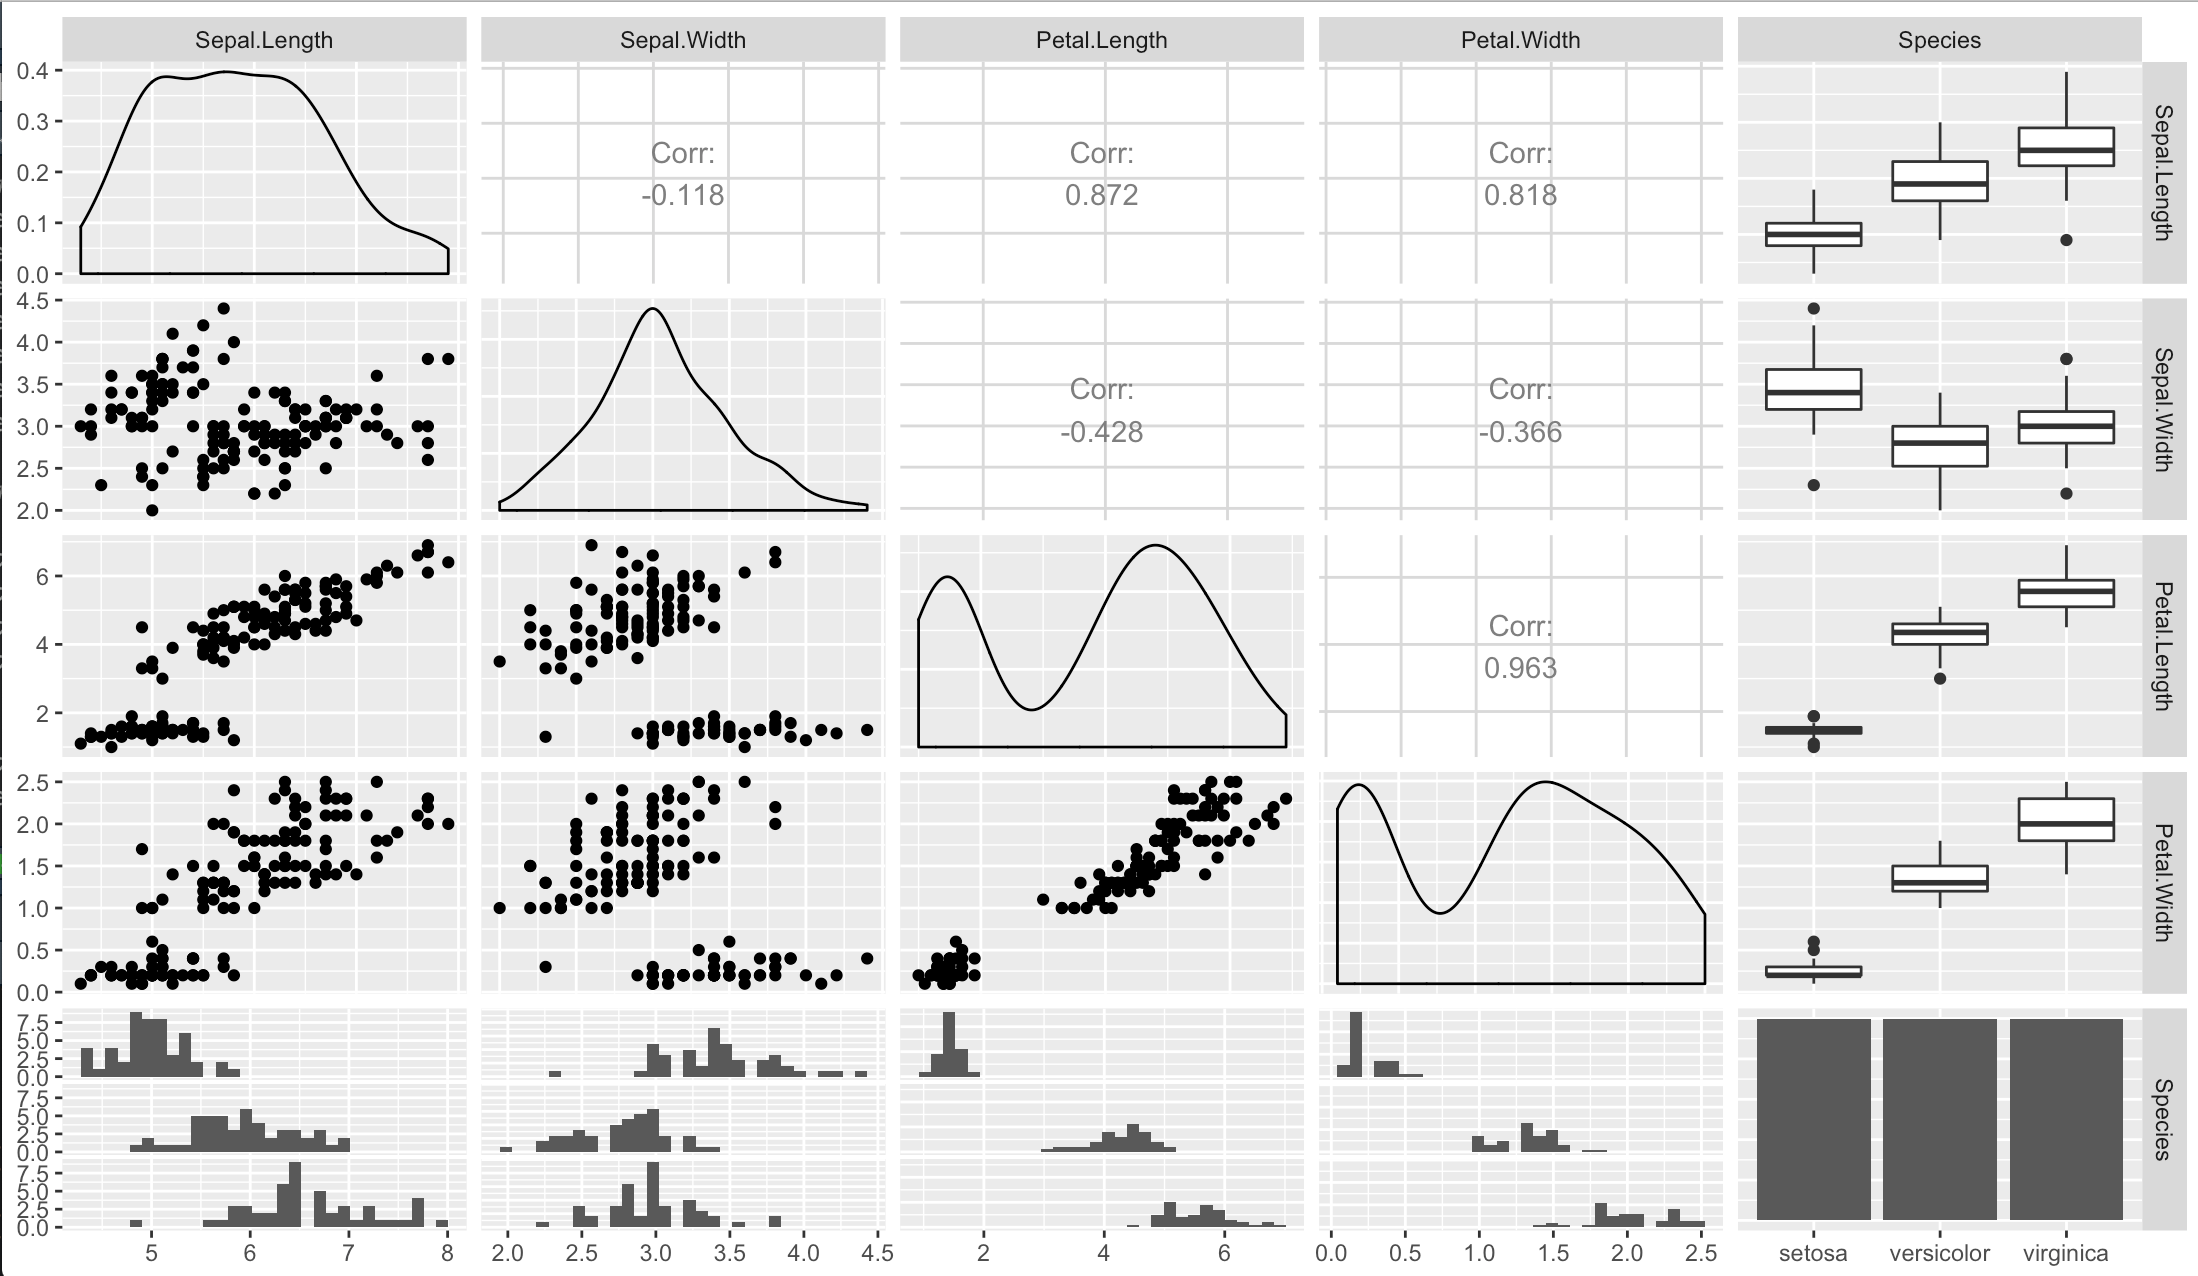 Sepal.Length Sepal.Width Petal.Length Petal.Width Species
0.4
0.3
0.2
0.1
0.0
Corr:
-0.118
Corr:
0.872
Corr:
0.818
Sepal.Length
4.5
4.0
3.5
3.0
2.5
2.0
Corr:
-0.428
Corr:
-0.366
Sepal.Width
6
4
2
Corr:
0.963
Petal.Length
2.5
2.0
1.5
1.0
0.5
0.0
Petal.Width
7.5
5.0
2.5
0.0
7.5
5.0
2.5
0.0
7.5
5.0
2.5
0.0
Species
5 6 7 8 2.0 2.5 3.0 3.5 4.0 4.5 2 4 6 0.0 0.5 1.0 1.5 2.0 2.5 setosa versicolor virginica